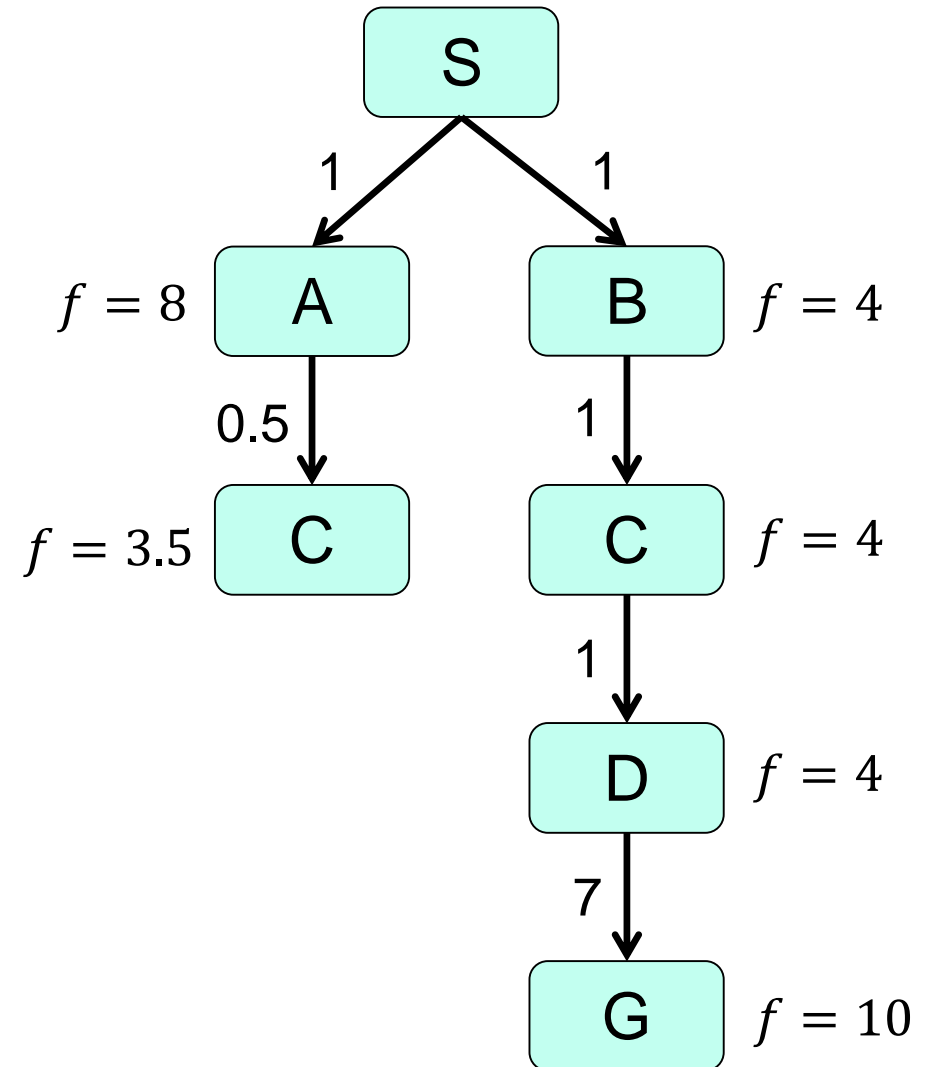 S
1 1
f = 8 A B f = 4
0.5 1
f = 3.5 C C f = 4
1
D f = 4
7
G f = 10